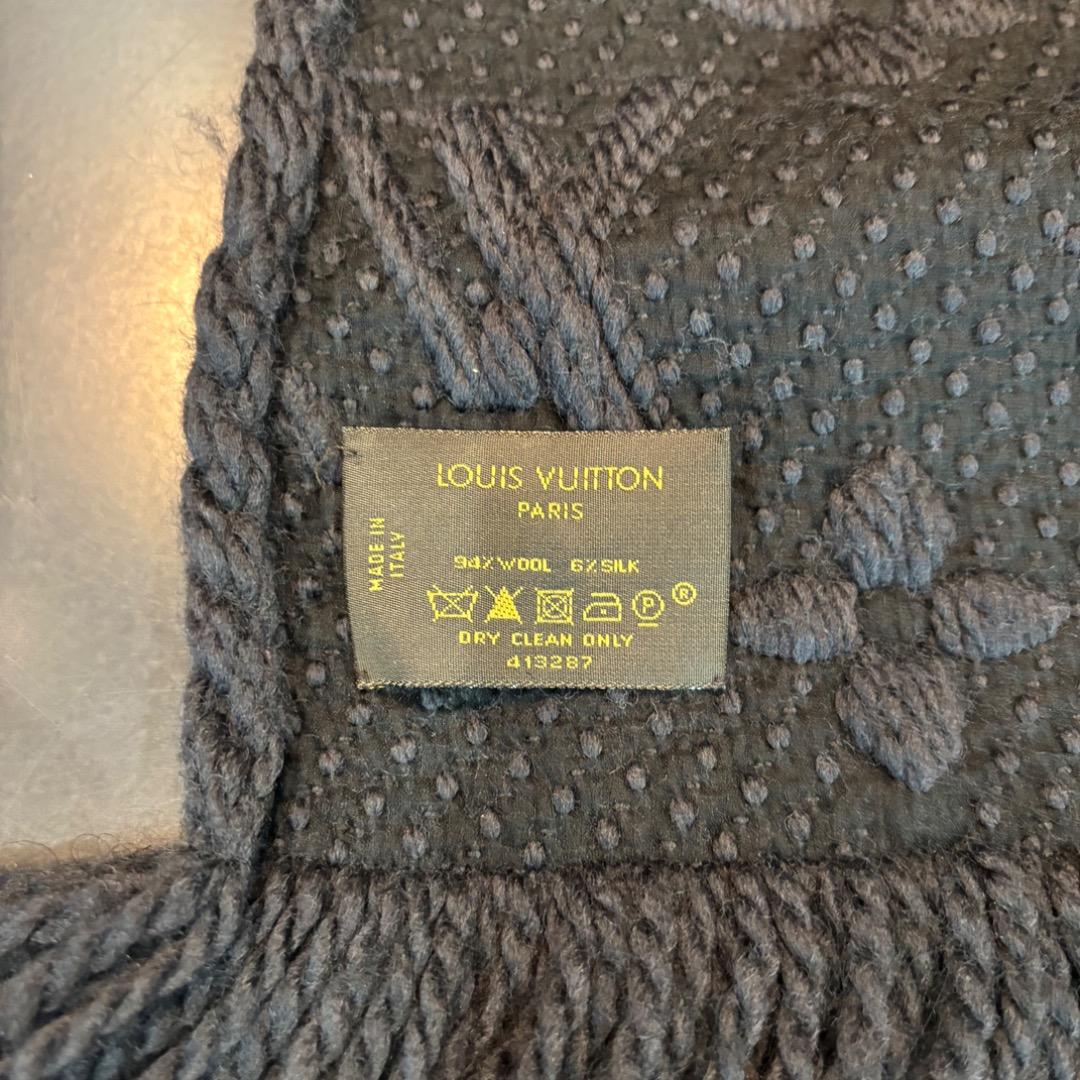 LOUIS VUITTON
PARIS
MADE IN
ITALY
94% WOOL 6% SILK
P ®
DRY CLEAN ONLY
413287